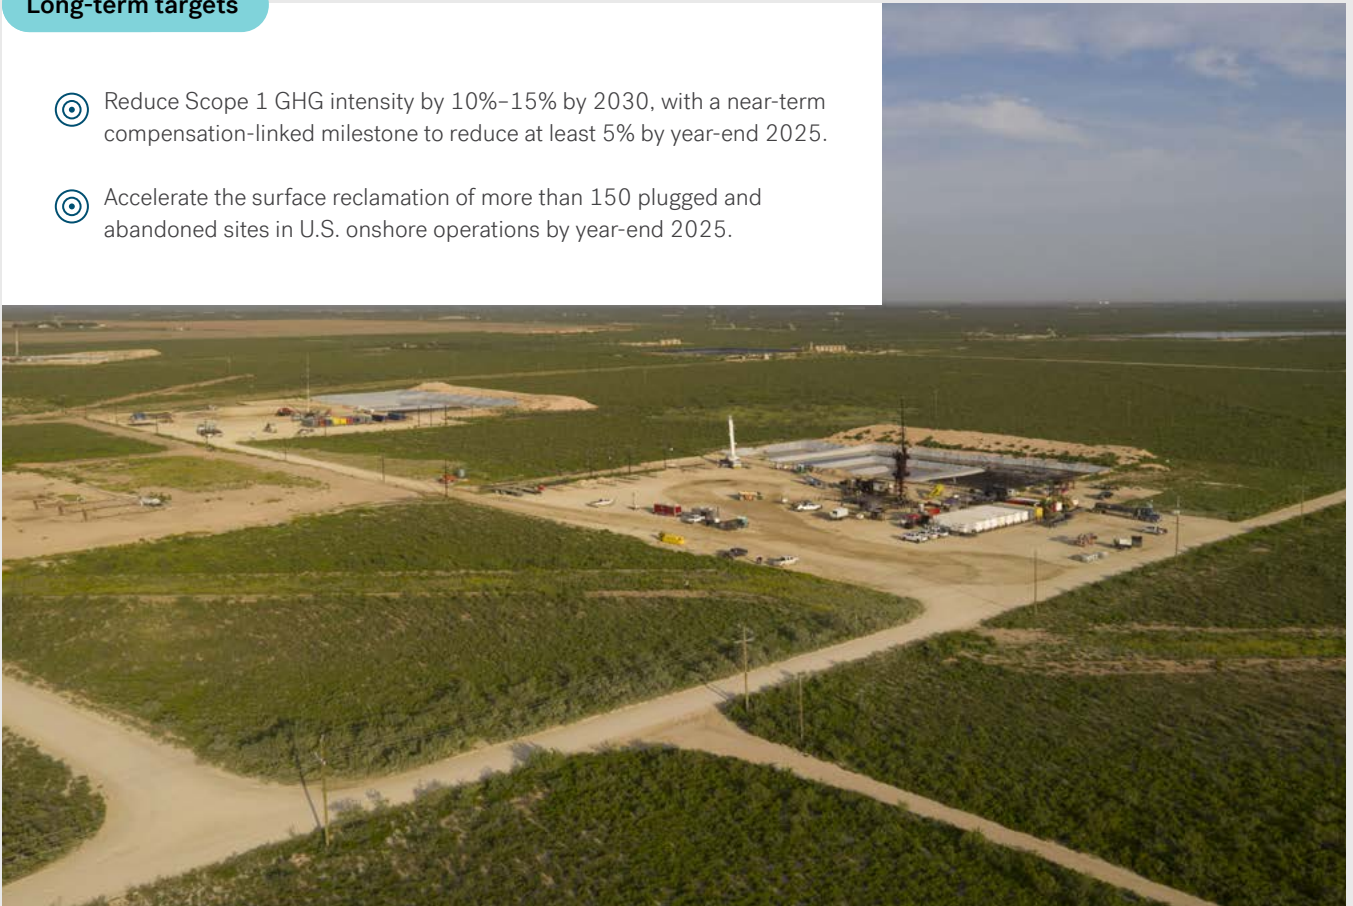 Long-term targets
Reduce Scope 1 GHG intensity by 10%–15% by 2030, with a near-term
compensation-linked milestone to reduce at least 5% by year-end 2025.
Accelerate the surface reclamation of more than 150 plugged and
abandoned sites in U.S. onshore operations by year-end 2025.